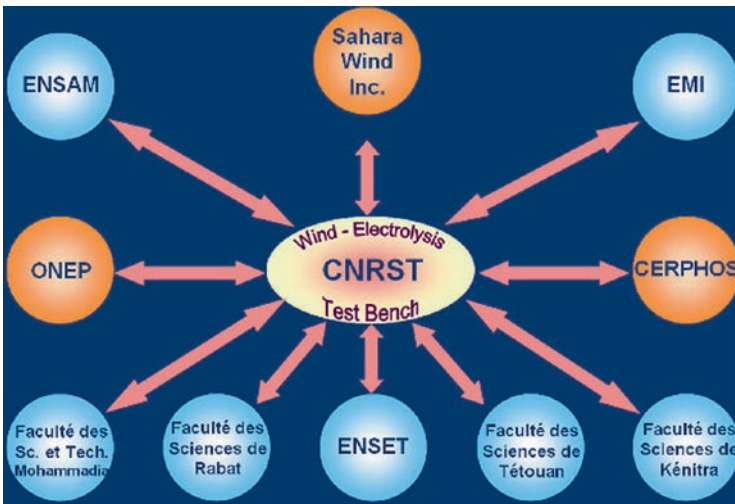 Sahara
Wind
Inc.
ENSAM
EMI
Wind - Electrolysis
ONEP
CNRST
CERPHOS
Test Bench
Faculté des
Sc. et Tech.
Mohammadia
Faculté des
Sciences de
Rabat
ENSET
Faculté des
Sciences de
Tétouan
Faculté des
Sciences de
Kénitra